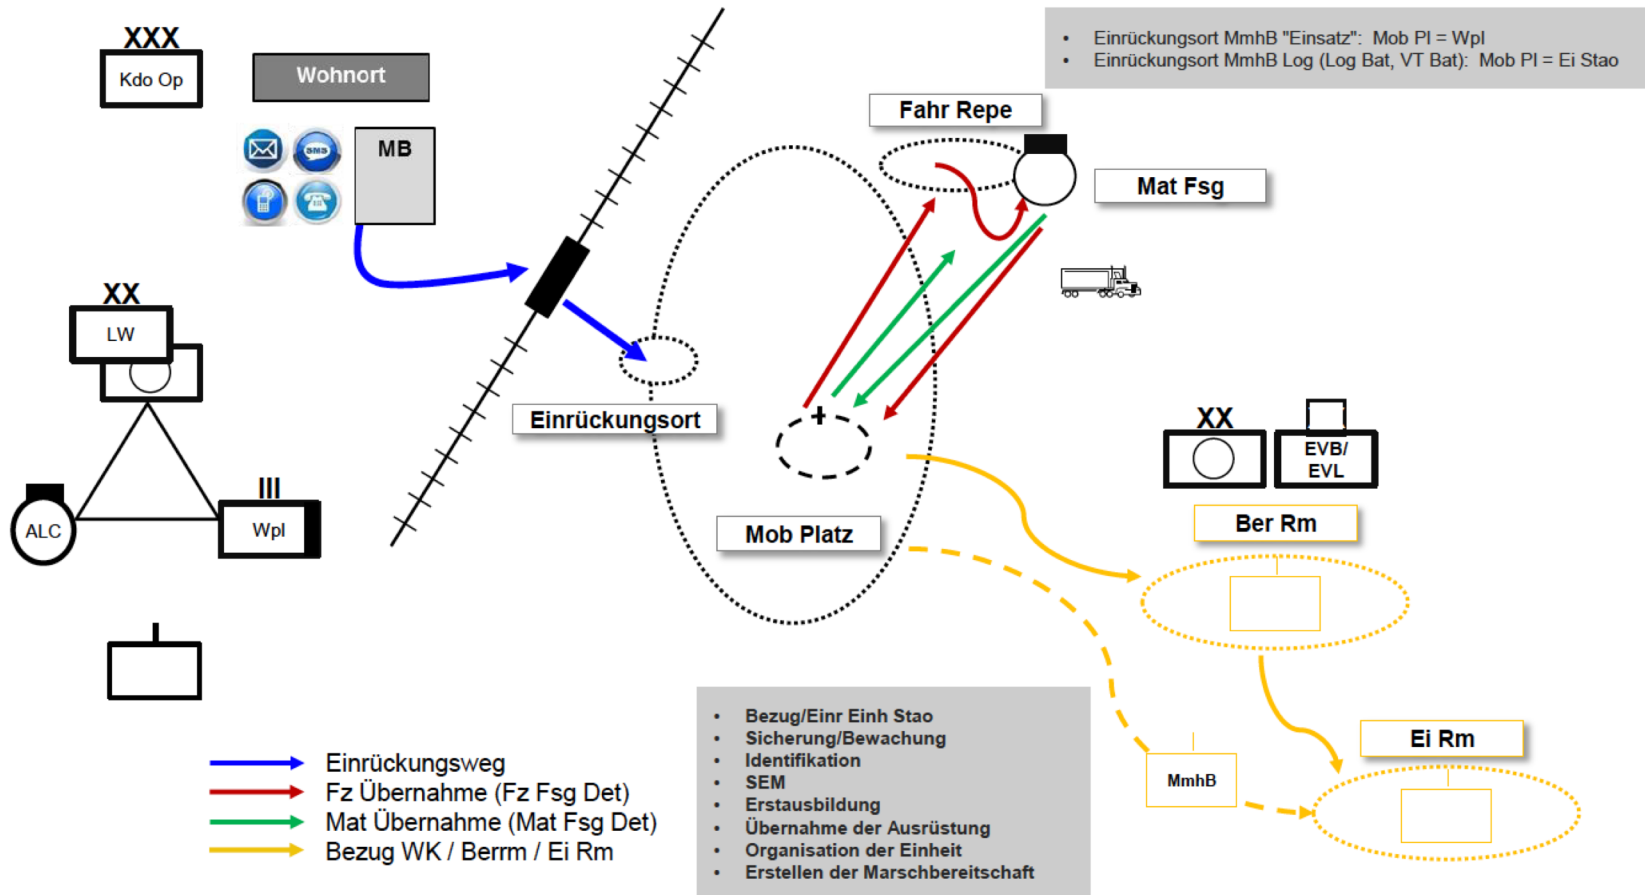 XXX
Kdo Op
Wohnort
MB
SMS
• Einrückungsort MmhB "Einsatz": Mob Pl = Wpl
• Einrückungsort MmhB Log (Log Bat, VT Bat): Mob Pl = Ei Stao
Fahr Repe
Mat Fsg
XX
LW
Einrückungsort
ALC
III
Wpl
Mob Platz
XX
EVB/
EVL
Ber Rm
Ei Rm
MmhB
Einrückungsweg
Fz Übernahme (Fz Fsg Det)
Mat Übernahme (Mat Fsg Det)
Bezug WK / Berrm / Ei Rm
• Bezug/Einr Einh Stao
• Sicherung/Bewachung
• Identifikation
• SEM
• Erstausbildung
• Übernahme der Ausrüstung
• Organisation der Einheit
• Erstellen der Marschbereitschaft